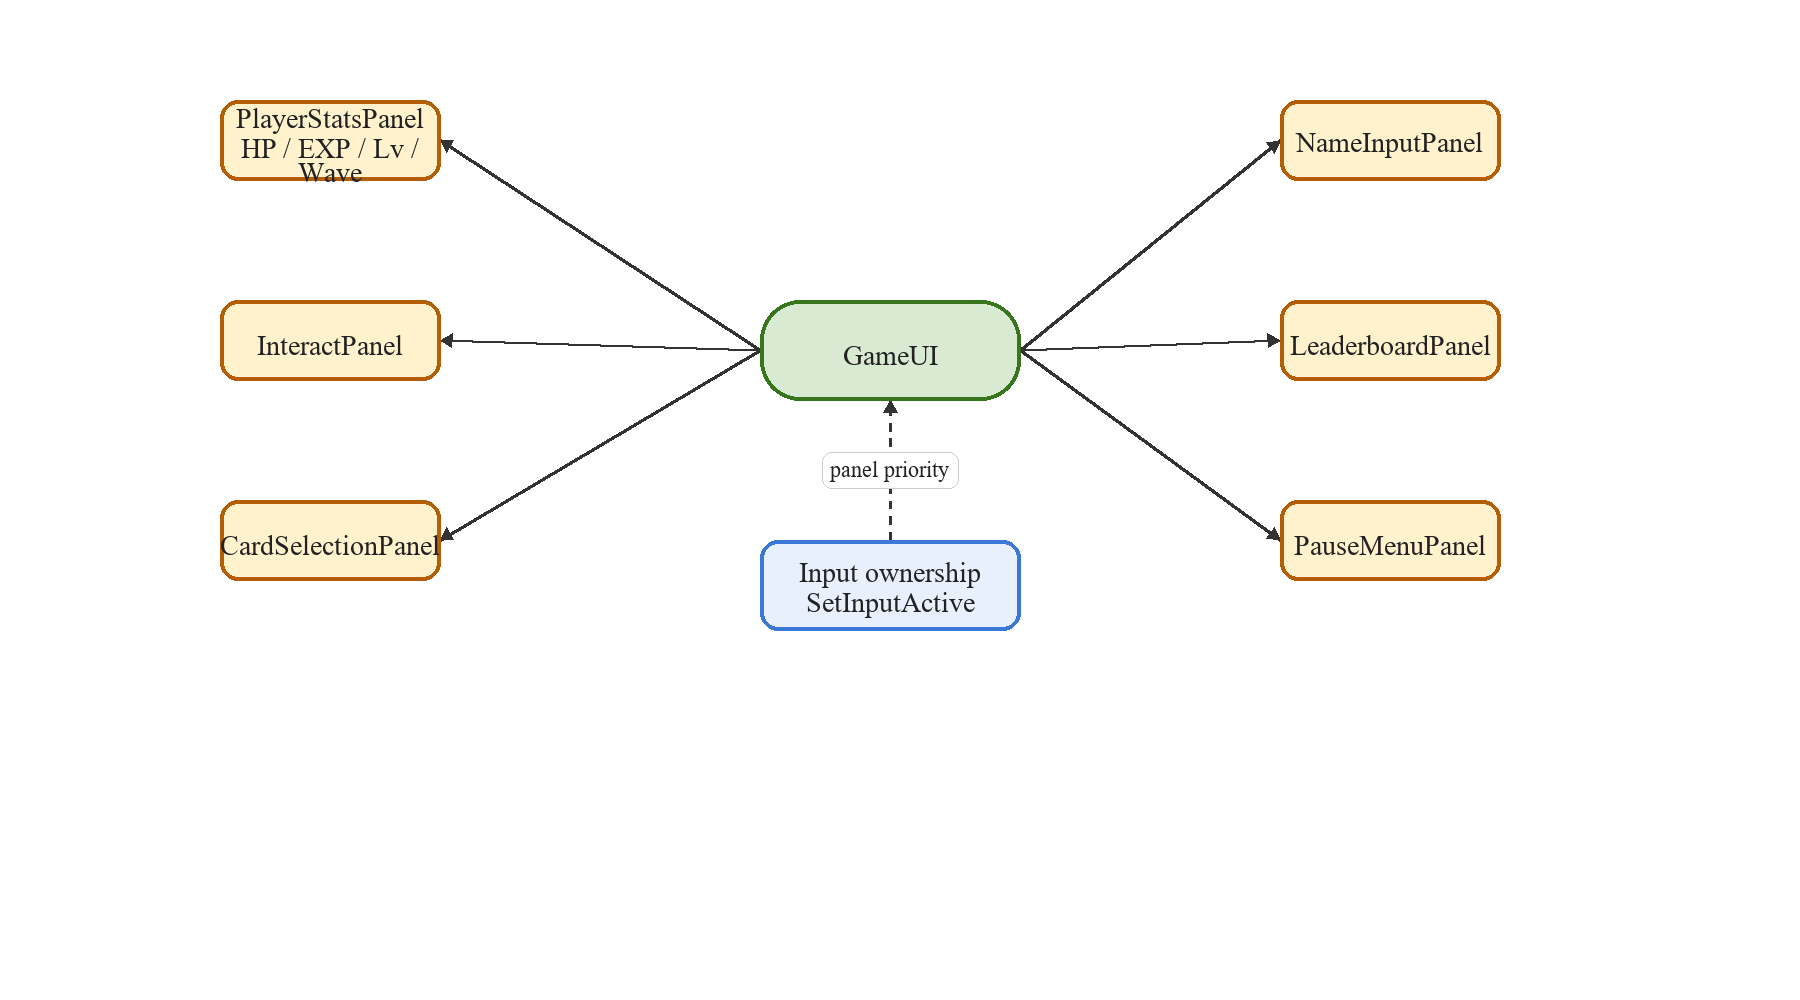 PlayerStatsPanel
HP / EXP / Lv /
Wave
NameInputPanel
InteractPanel
GameUI
LeaderboardPanel
panel priority
CardSelectionPanel
Input ownership
SetInputActive
PauseMenuPanel